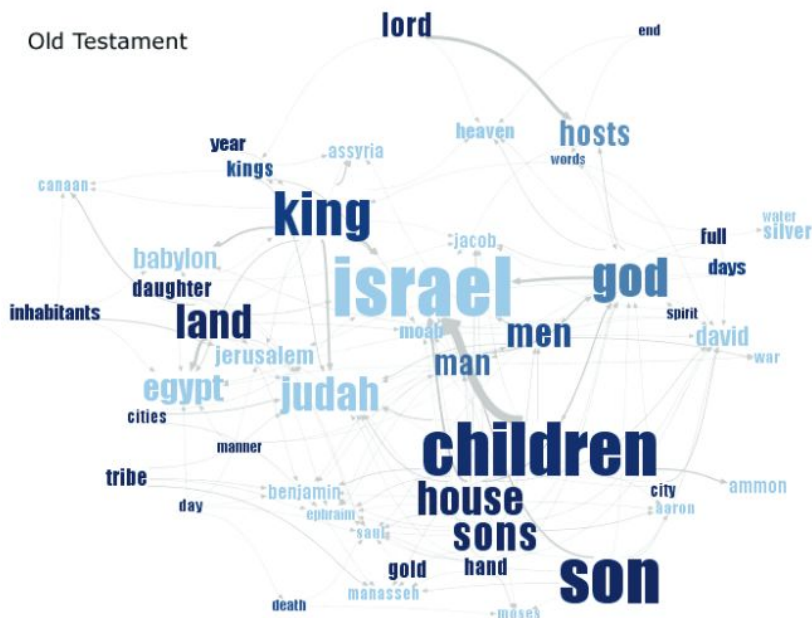 Old Testament
lord
end
heaven
hosts
year
kings
assyria
words
canaan
king
water
silver
full
jacob
babylon
daughter
israel
god
days
inhabitants
land
spirit
moab
men
david
jerusalem
man
war
egypt
judah
cities
manner
children
tribe
benjamin
house
city
ammon
day
ephraim
aaron
saul
sons
gold
hand
son
manasseh
death
moses